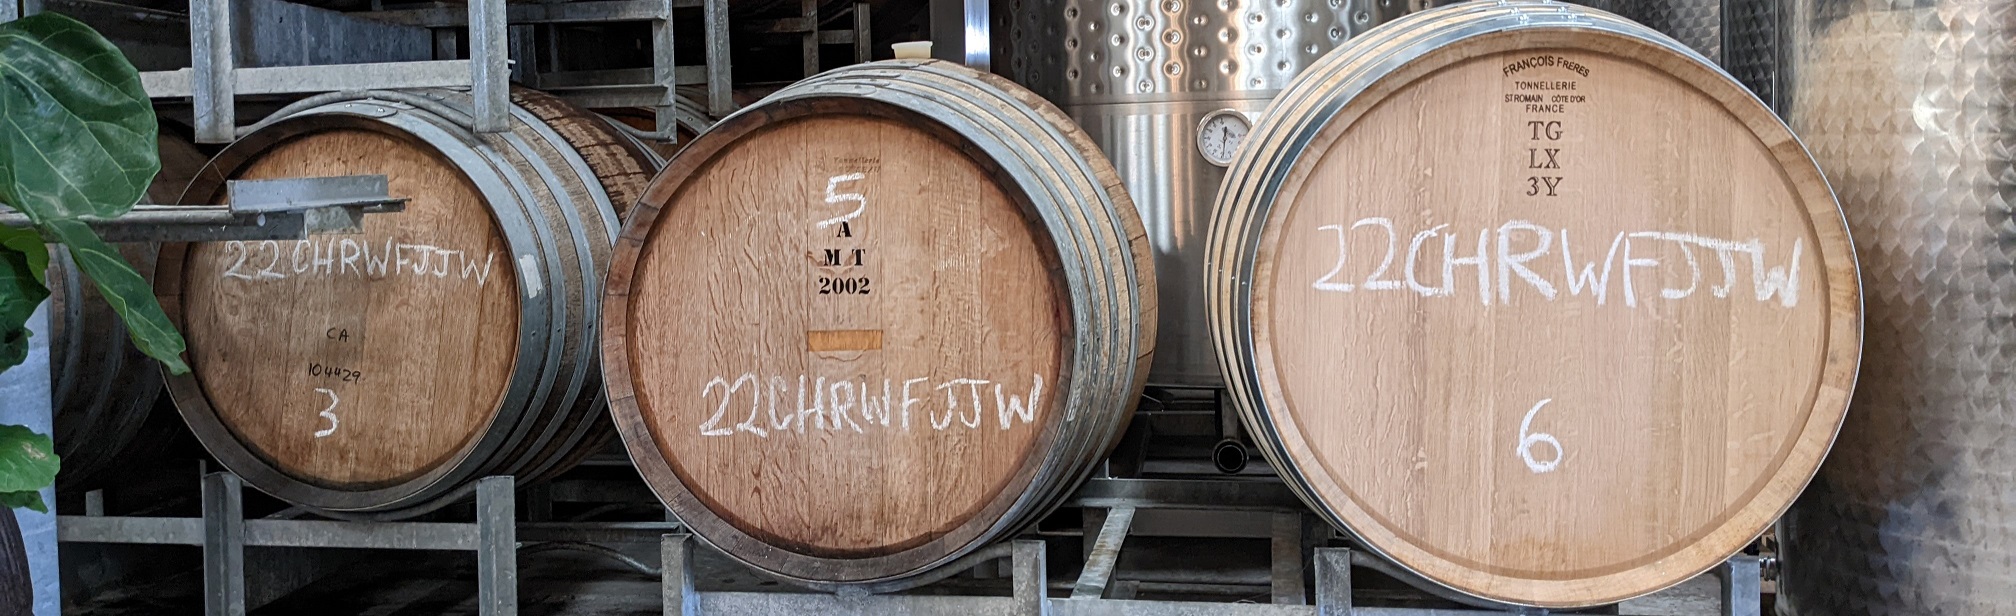 22CHRWFJJW
CA
104429
3
Tonnellerie
5
A
M T
2002
22CHRWFJJW
FRANÇOIS FRERES
TONNELLERIE
ST ROMAIN CÔTE D'OR
FRANCE
TG
LX
3Y
22CHRWFJJW
6